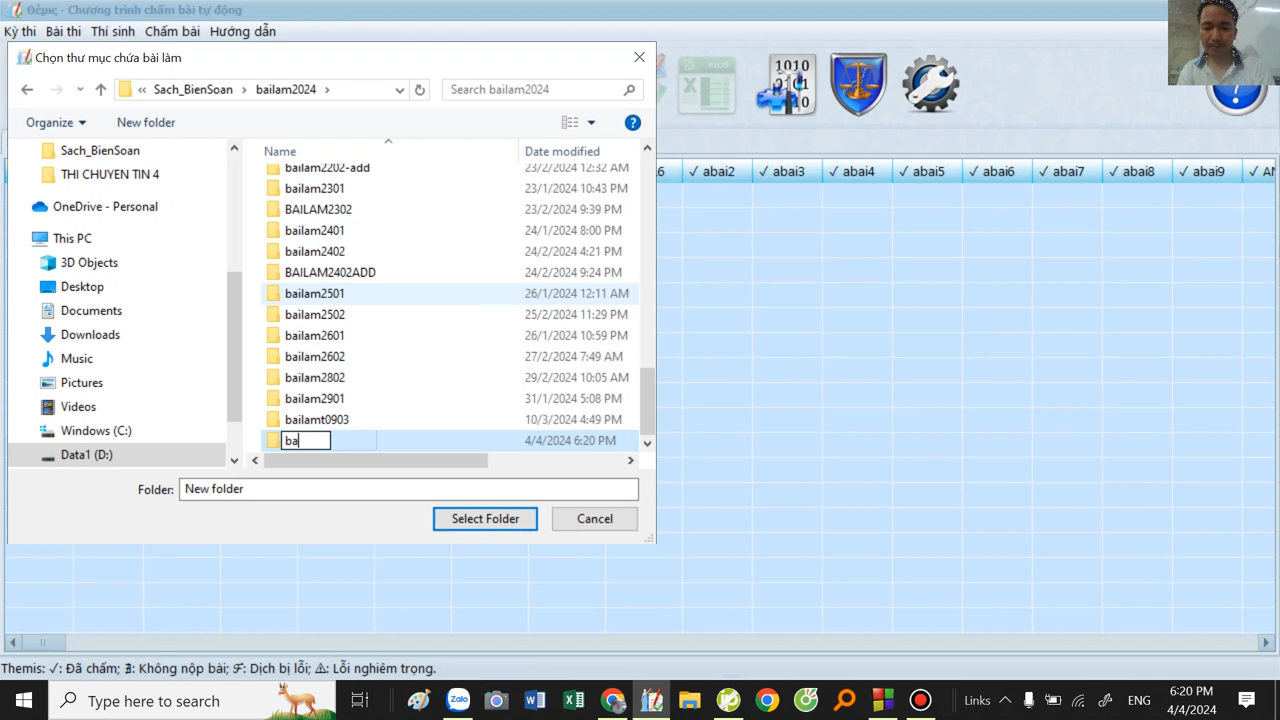 Θέμις - Chương trình chấm bài tự động
Kỳ thi Bài thi Thí sinh Chấm bài Hướng dẫn
Chọn thư mục chứa bài làm
« Sach_BienSoan › bailam2024 ›
Search bailam2024
Organize New folder
Sach_BienSoan
THI CHUYEN TIN 4
OneDrive - Personal
This PC
3D Objects
Desktop
Documents
Downloads
Music
Pictures
Videos
Windows (C:)
Data1 (D:)
Name Date modified
bailam2202-add 23/2/2024 12:32 AM
bailam2301 23/1/2024 10:43 PM
BAILAM2302 23/2/2024 9:39 PM
bailam2401 24/1/2024 8:00 PM
bailam2402 24/2/2024 4:21 PM
BAILAM2402ADD 24/2/2024 9:24 PM
bailam2501 26/1/2024 12:11 AM
bailam2502 25/2/2024 11:29 PM
bailam2601 26/1/2024 10:59 PM
bailam2602 27/2/2024 7:49 AM
bailam2802 29/2/2024 10:05 AM
bailam2901 31/1/2024 5:08 PM
bailamt0903 10/3/2024 4:49 PM
ba 4/4/2024 6:20 PM
Folder: New folder
Select Folder Cancel
excel
1010
10
?
✓ abai2 ✓ abai3 ✓ abai4 ✓ abai5 ✓ abai6 ✓ abai7 ✓ abai8 ✓ abai9
Themis: ✓: Đã chấm; ∃: Không nộp bài; ℱ: Dịch bị lỗi; ⚠: Lỗi nghiêm trọng.
Type here to search
Zalo
Links
ENG
6:20 PM
4/4/2024